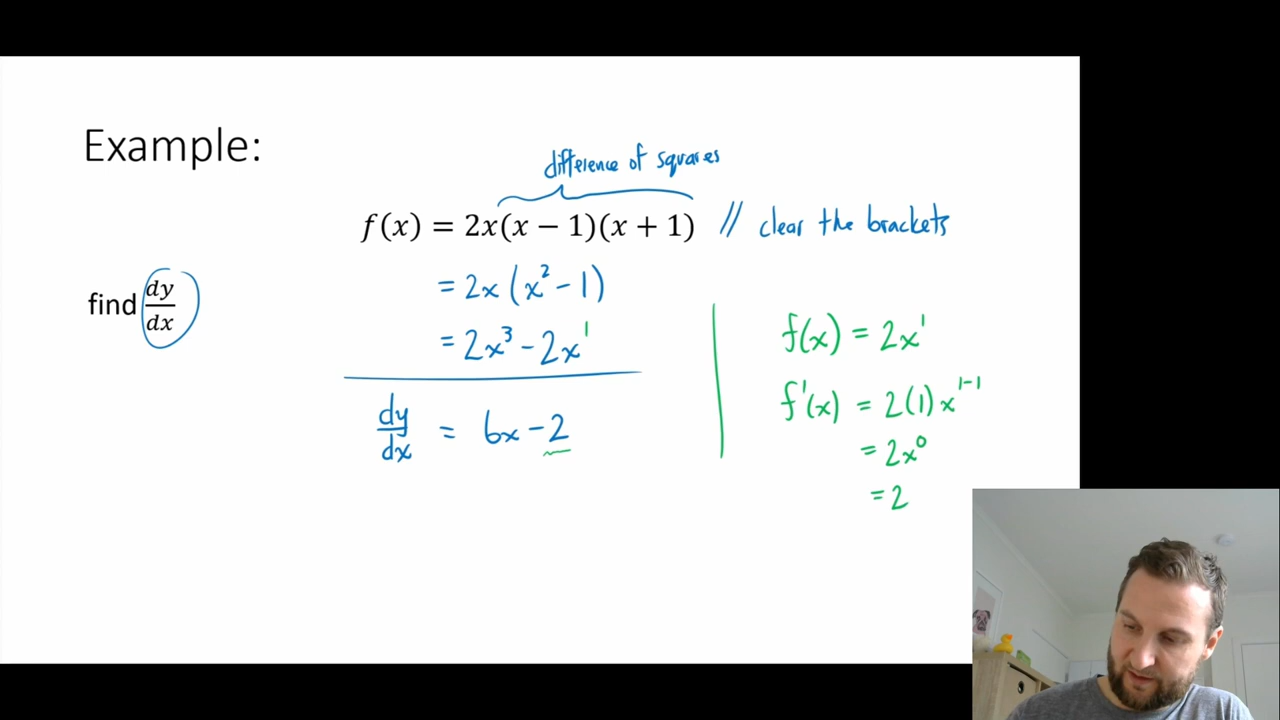 Example:
difference of squares
f(x) = 2x(x − 1)(x + 1) // clear the brackets
= 2x(x² − 1)
find dy/dx
= 2x³ − 2x¹
dy/dx = 6x − 2
f(x) = 2x¹
f'(x) = 2(1)x¹⁻¹
= 2x⁰
= 2